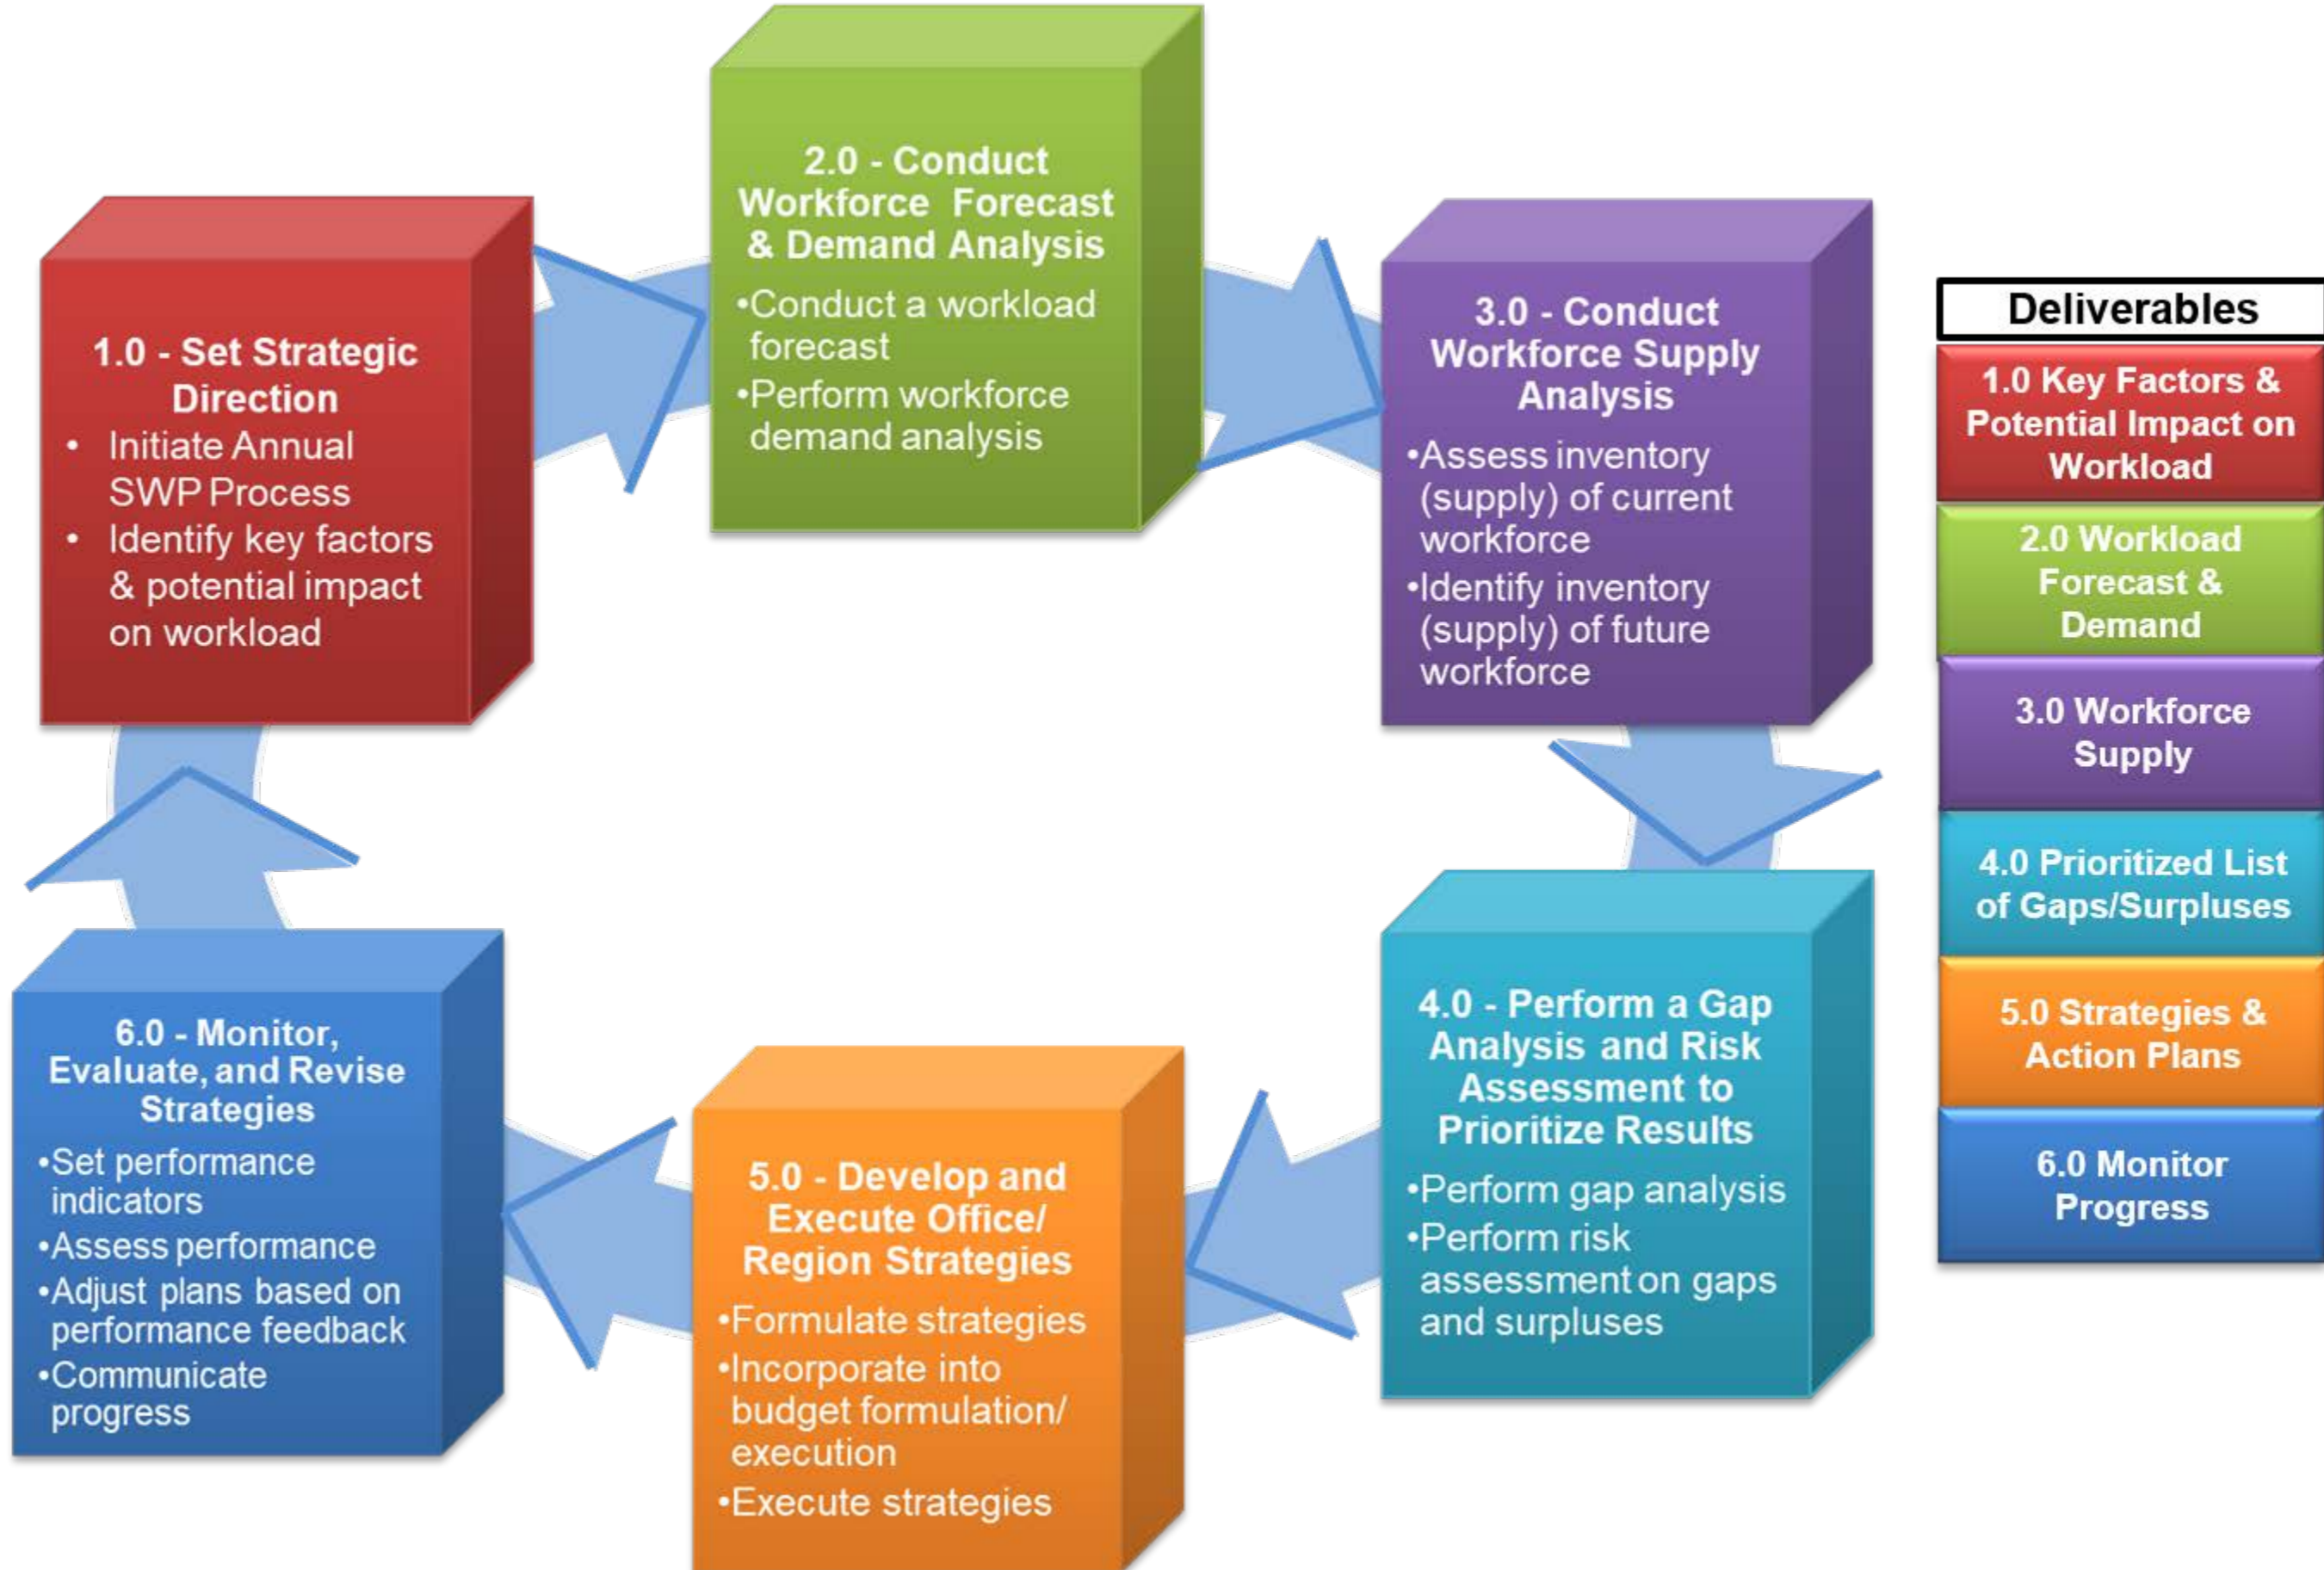 1.0 - Set Strategic
Direction
• Initiate Annual
SWP Process
• Identify key factors
& potential impact
on workload
2.0 - Conduct
Workforce Forecast
& Demand Analysis
•Conduct a workload
forecast
•Perform workforce
demand analysis
3.0 - Conduct
Workforce Supply
Analysis
•Assess inventory
(supply) of current
workforce
•Identify inventory
(supply) of future
workforce
4.0 - Perform a Gap
Analysis and Risk
Assessment to
Prioritize Results
•Perform gap analysis
•Perform risk
assessment on gaps
and surpluses
5.0 - Develop and
Execute Office/
Region Strategies
•Formulate strategies
•Incorporate into
budget formulation/
execution
•Execute strategies
6.0 - Monitor,
Evaluate, and Revise
Strategies
•Set performance
indicators
•Assess performance
•Adjust plans based on
performance feedback
•Communicate
progress
Deliverables
1.0 Key Factors &
Potential Impact on
Workload
2.0 Workload
Forecast &
Demand
3.0 Workforce
Supply
4.0 Prioritized List
of Gaps/Surpluses
5.0 Strategies &
Action Plans
6.0 Monitor
Progress